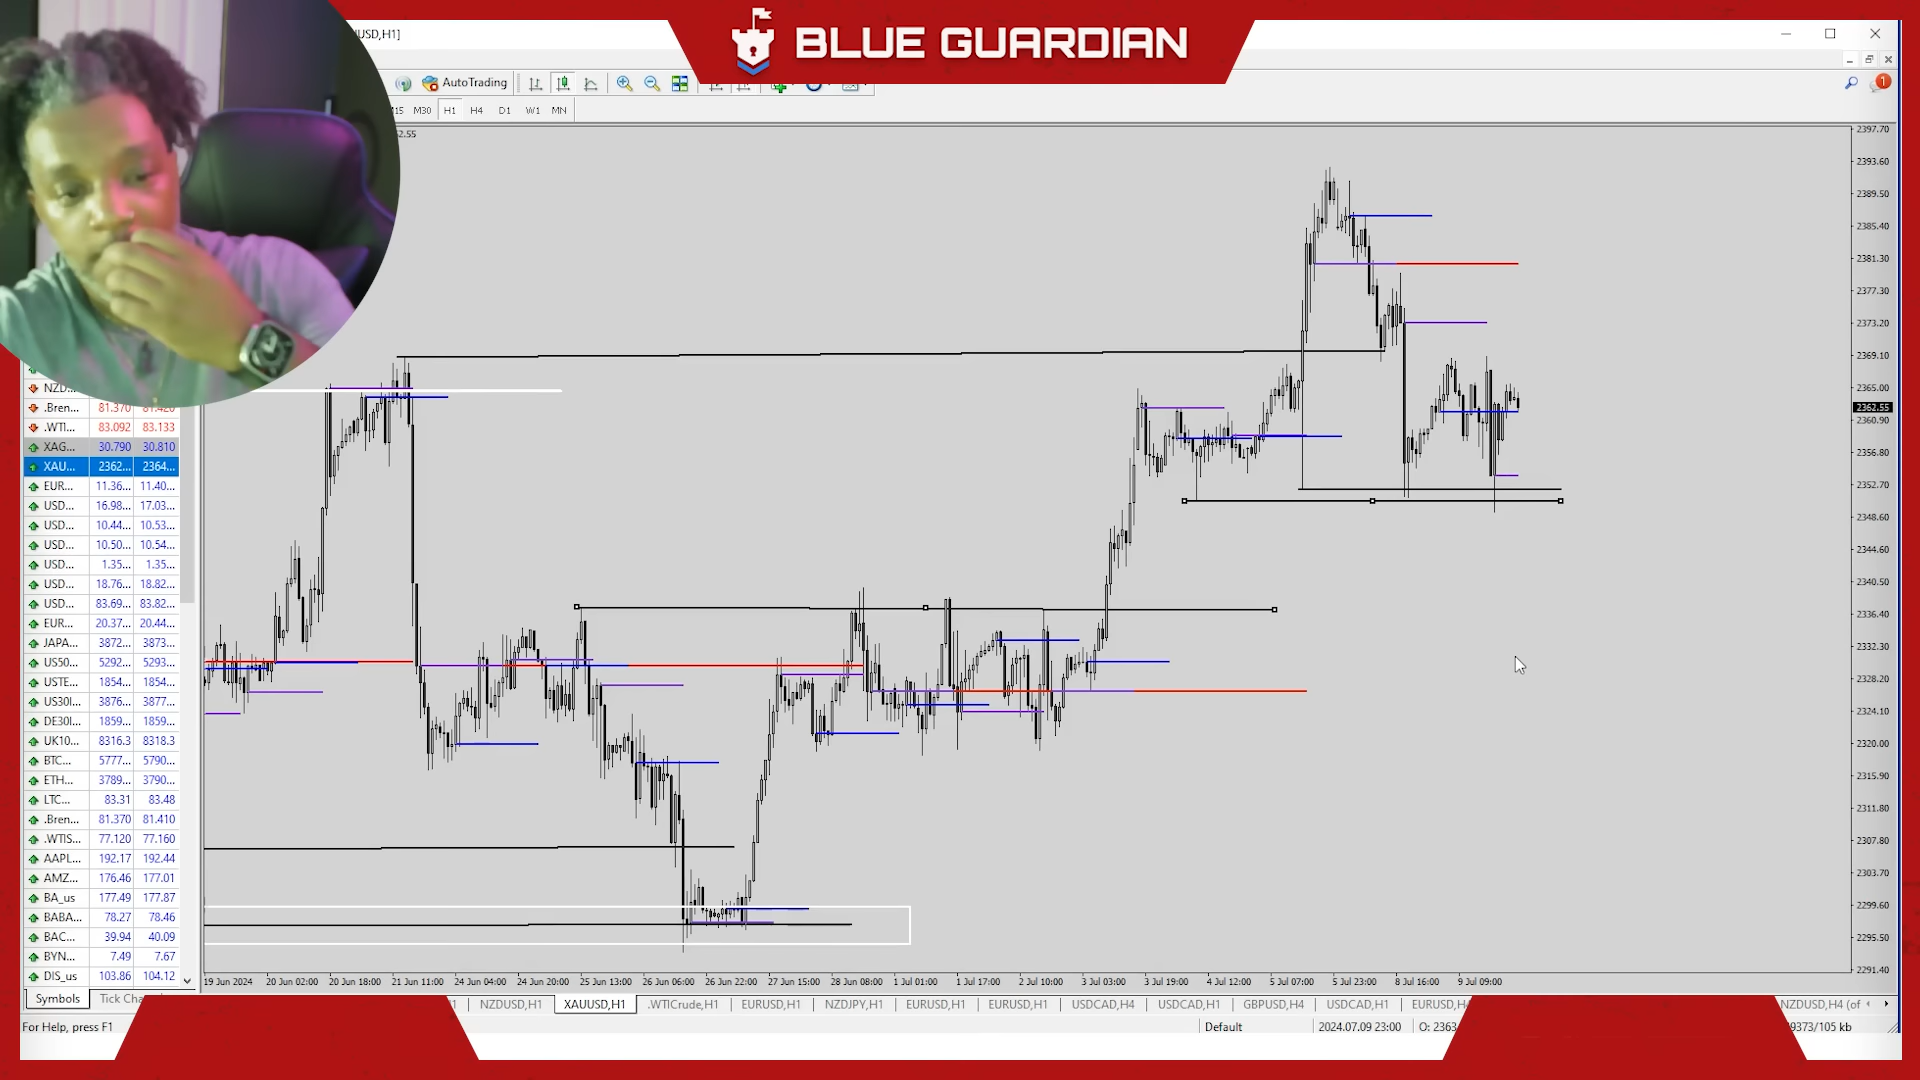 BLUE GUARDIAN
USD,H1]
AutoTrading
M15 M30 H1 H4 D1 W1 MN
1
2397.70
2393.60
2389.50
2385.40
2381.30
2377.30
2373.20
2369.10
2365.00
2362.55
2360.90
2356.80
2352.70
2348.60
2344.60
2340.50
2336.40
2332.30
2328.20
2324.10
2320.00
2315.90
2311.80
2307.80
2303.70
2299.60
2295.50
2291.40
NZD...
.Bren... 81.370 81.420
.WTI... 83.092 83.133
XAG... 30.790 30.810
XAU... 2362... 2364...
EUR... 11.36... 11.40...
USD... 16.98... 17.03...
USD... 10.44... 10.53...
USD... 10.50... 10.54...
USD... 1.35... 1.35...
USD... 18.76... 18.82...
USD... 83.69... 83.82...
EUR... 20.37... 20.44...
JAPA... 3872... 3873...
US50... 5292... 5293...
USTE... 1854... 1854...
US30I... 3876... 3877...
DE30I... 1859... 1859...
UK10... 8316.3 8318.3
BTC... 5777... 5790...
ETH... 3789... 3790...
LTC... 83.31 83.48
.Bren... 81.370 81.410
.WTIS... 77.120 77.160
AAPL... 192.17 192.44
AMZ... 176.46 177.01
BA_us 177.49 177.87
BABA... 78.27 78.46
BAC... 39.94 40.09
BYN... 7.49 7.67
DIS_us 103.86 104.12
19 Jun 2024 20 Jun 02:00 20 Jun 18:00 21 Jun 11:00 24 Jun 04:00 24 Jun 20:00 25 Jun 13:00 26 Jun 06:00 26 Jun 22:00 27 Jun 15:00 28 Jun 08:00 1 Jul 01:00 1 Jul 17:00 2 Jul 10:00 3 Jul 03:00 3 Jul 19:00 4 Jul 12:00 5 Jul 07:00 5 Jul 23:00 8 Jul 16:00 9 Jul 09:00
Symbols Tick Cha
NZDUSD,H1 XAUUSD,H1 .WTICrude,H1 EURUSD,H1 NZDJPY,H1 EURUSD,H1 EURUSD,H1 USDCAD,H4 USDCAD,H1 GBPUSD,H4 USDCAD,H1 EURUSD,H4 NZDUSD,H4 (of
For Help, press F1 Default 2024.07.09 23:00 O: 2363 9373/105 kb